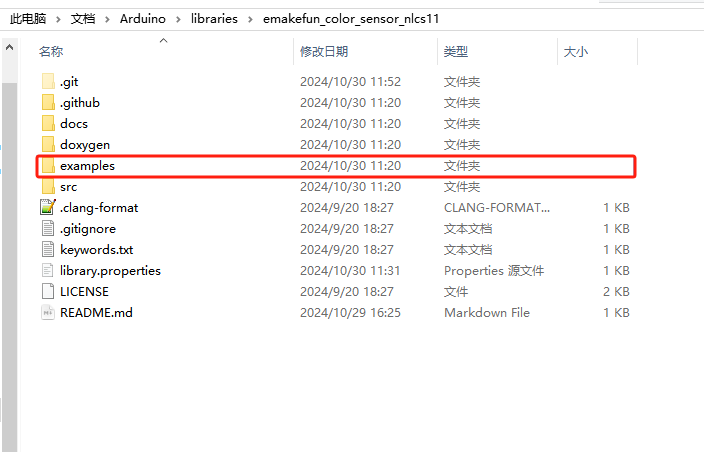 此电脑 > 文档 > Arduino > libraries > emakefun_color_sensor_nlcs11
名称 修改日期 类型 大小
.git 2024/10/30 11:52 文件夹
.github 2024/10/30 11:20 文件夹
docs 2024/10/30 11:20 文件夹
doxygen 2024/10/30 11:20 文件夹
examples 2024/10/30 11:20 文件夹
src 2024/10/30 11:20 文件夹
.clang-format 2024/9/20 18:27 CLANG-FORMAT... 1 KB
.gitignore 2024/9/20 18:27 文本文档 1 KB
keywords.txt 2024/9/20 18:27 文本文档 1 KB
library.properties 2024/10/30 11:31 Properties 源文件 1 KB
LICENSE 2024/9/20 18:27 文件 2 KB
README.md 2024/10/29 16:25 Markdown File 1 KB